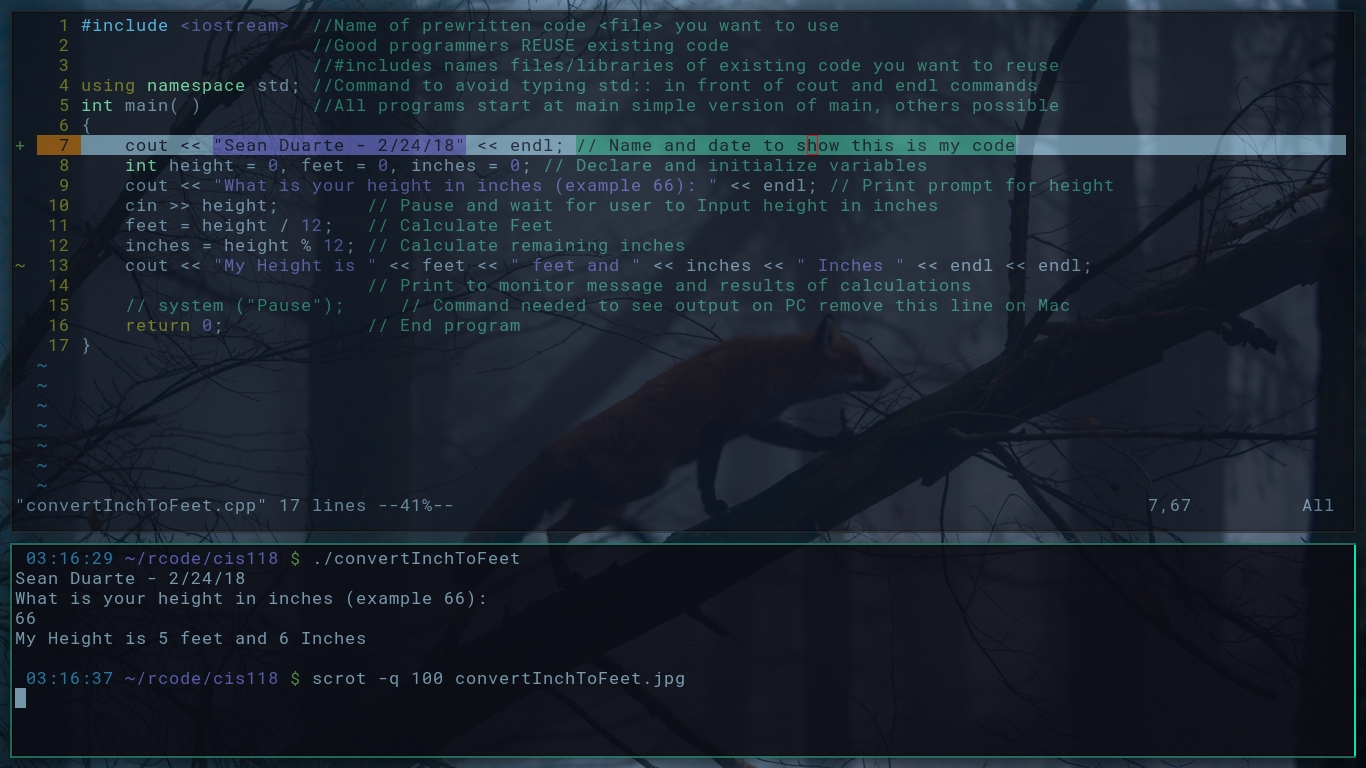 1 #include <iostream>  //Name of prewritten code <file> you want to use
2                      //Good programmers REUSE existing code
3                      //#includes names files/libraries of existing code you want to reuse
4 using namespace std; //Command to avoid typing std:: in front of cout and endl commands
5 int main( )          //All programs start at main simple version of main, others possible
6 {
+ 7     cout << "Sean Duarte - 2/24/18" << endl; // Name and date to show this is my code
8     int height = 0, feet = 0, inches = 0; // Declare and initialize variables
9     cout << "What is your height in inches (example 66): " << endl; // Print prompt for height
10     cin >> height;        // Pause and wait for user to Input height in inches
11     feet = height / 12;   // Calculate Feet
12     inches = height % 12; // Calculate remaining inches
~ 13     cout << "My Height is " << feet << " feet and " << inches << " Inches " << endl << endl;
14                           // Print to monitor message and results of calculations
15     // system ("Pause");     // Command needed to see output on PC remove this line on Mac
16     return 0;             // End program
17 }
~
~
~
~
~
~
~
"convertInchToFeet.cpp" 17 lines --41%-- 7,67 All
03:16:29 ~/rcode/cis118 $ ./convertInchToFeet
Sean Duarte - 2/24/18
What is your height in inches (example 66):
66
My Height is 5 feet and 6 Inches
03:16:37 ~/rcode/cis118 $ scrot -q 100 convertInchToFeet.jpg